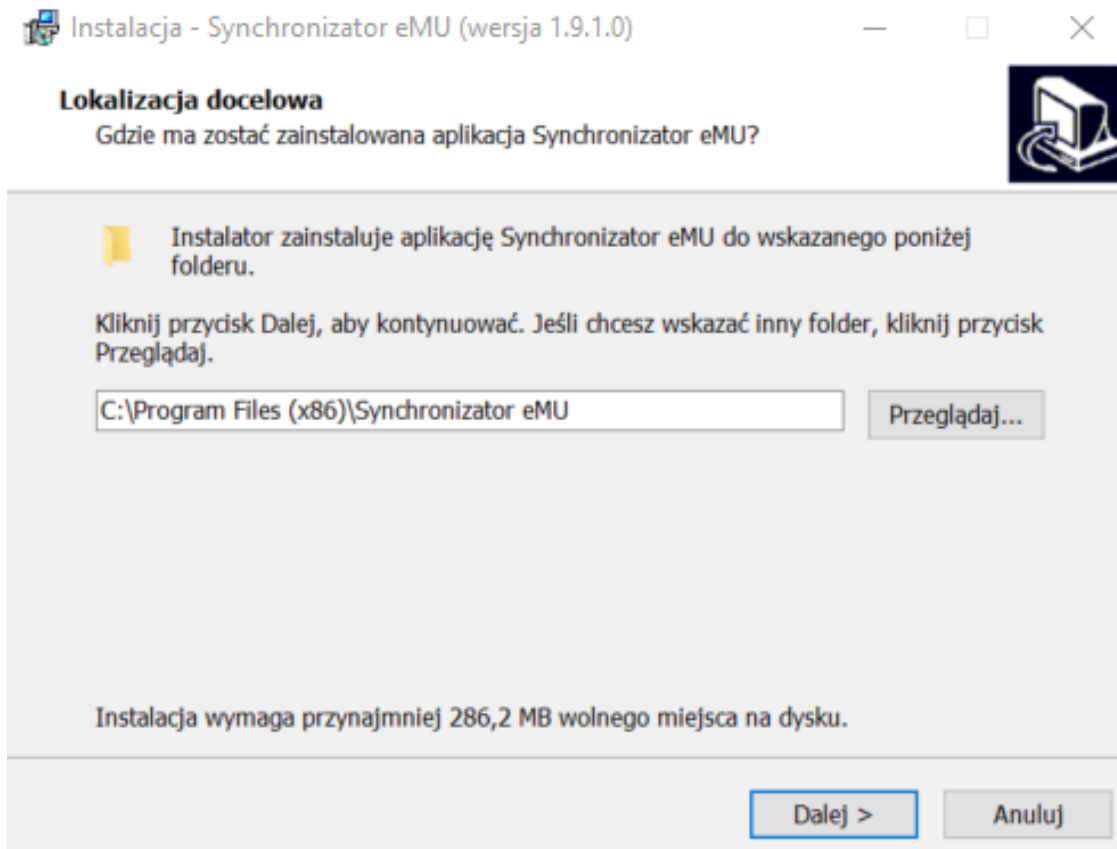 Instalacja - Synchronizator eMU (wersja 1.9.1.0)
Lokalizacja docelowa
Gdzie ma zostać zainstalowana aplikacja Synchronizator eMU?
Instalator zainstaluje aplikację Synchronizator eMU do wskazanego poniżej
folderu.
Kliknij przycisk Dalej, aby kontynuować. Jeśli chcesz wskazać inny folder, kliknij przycisk
Przeglądaj.
C:\Program Files (x86)\Synchronizator eMU
Przeglądaj...
Instalacja wymaga przynajmniej 286,2 MB wolnego miejsca na dysku.
Dalej >
Anuluj